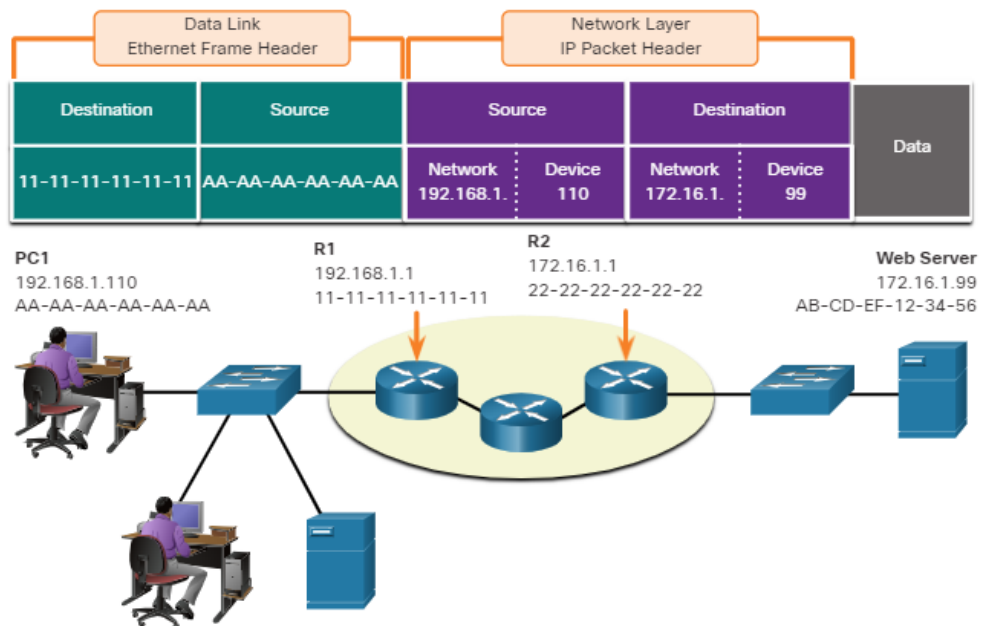 Data Link
Ethernet Frame Header
Network Layer
IP Packet Header
Destination
Source
Source
Destination
Data
11-11-11-11-11-11
AA-AA-AA-AA-AA-AA
Network
192.168.1.
Device
110
Network
172.16.1.
Device
99
PC1
192.168.1.110
AA-AA-AA-AA-AA-AA
R1
192.168.1.1
11-11-11-11-11-11
R2
172.16.1.1
22-22-22-22-22-22
Web Server
172.16.1.99
AB-CD-EF-12-34-56